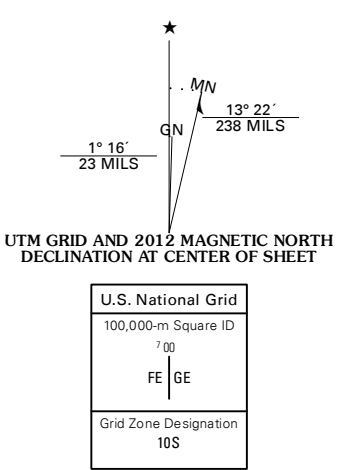 MN
GN
13° 22´
238 MILS
1° 16´
23 MILS
UTM GRID AND 2012 MAGNETIC NORTH
DECLINATION AT CENTER OF SHEET
U.S. National Grid
100,000-m Square ID
7 00
FE GE
Grid Zone Designation
10S